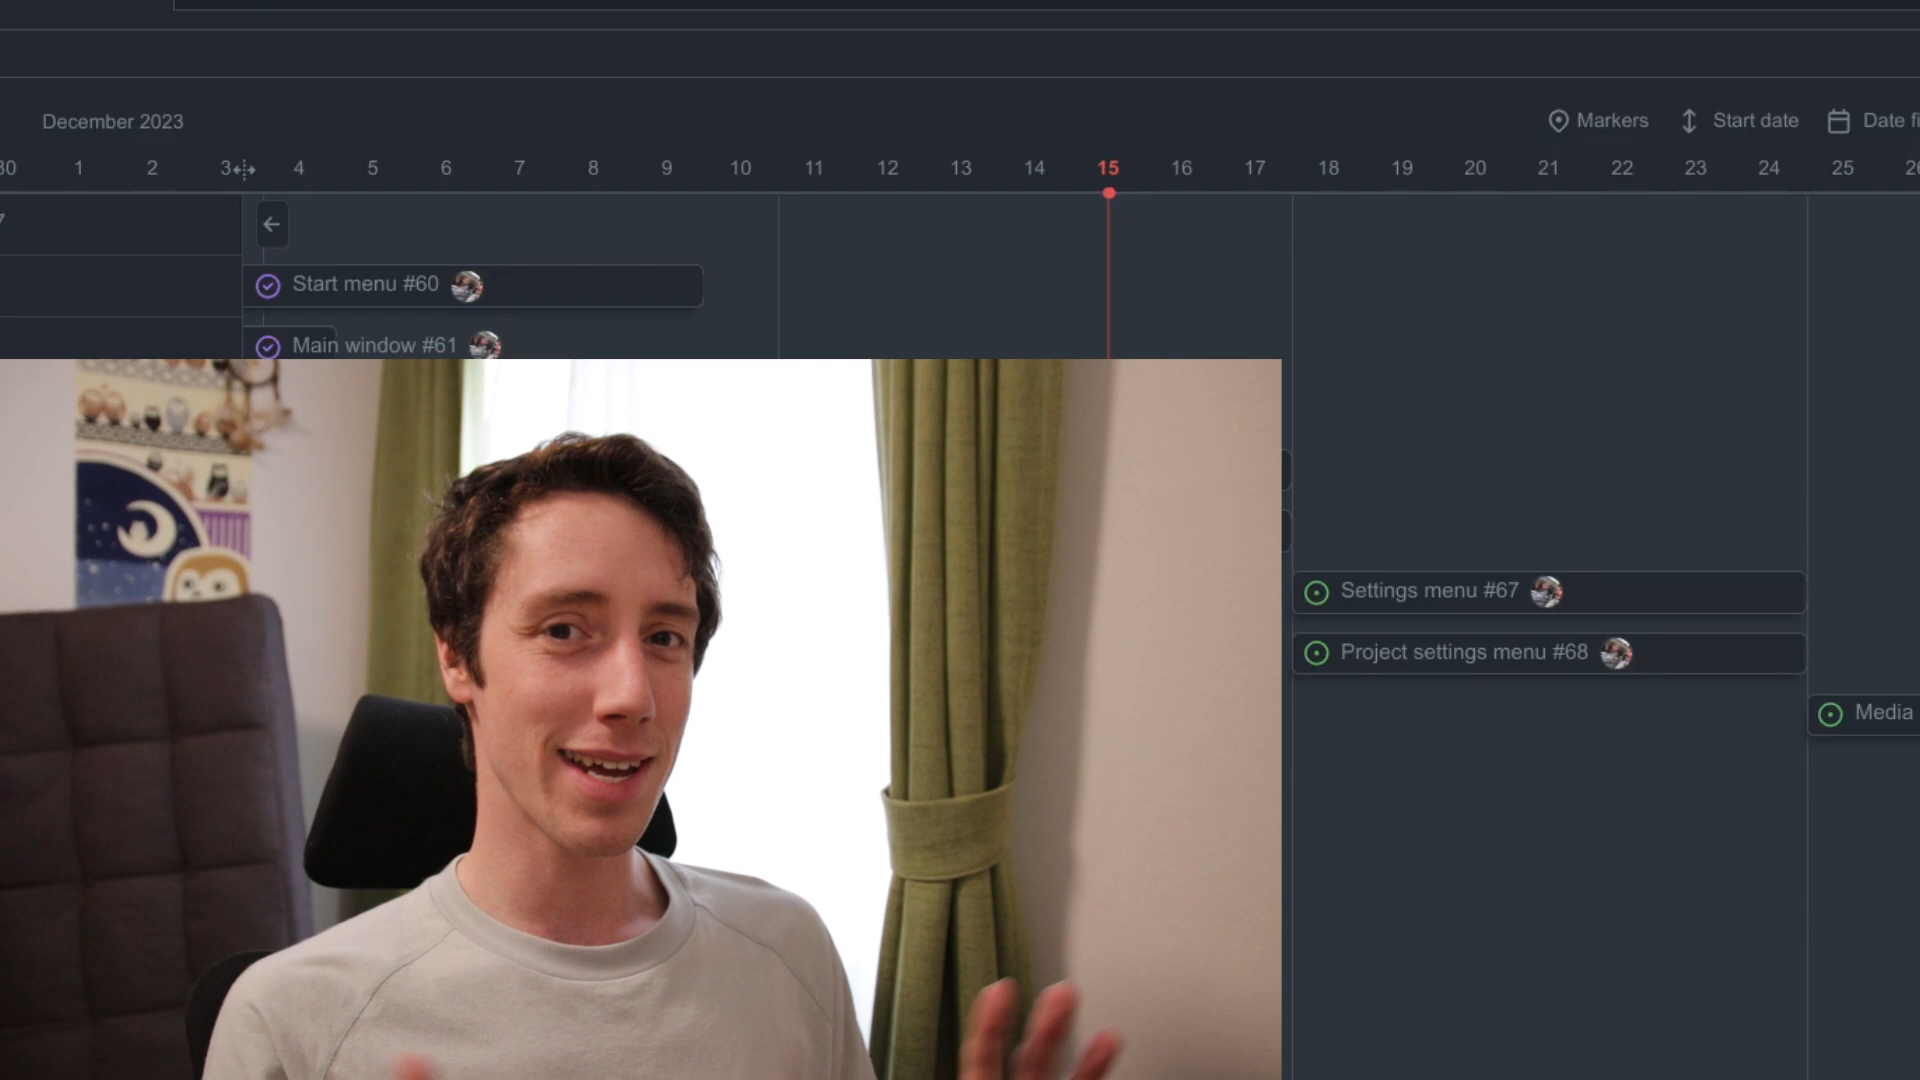 December 2023
Markers
Start date
Date fi
30 1 2 3 4 5 6 7 8 9 10 11 12 13 14 15 16 17 18 19 20 21 22 23 24 25 26
7
Start menu #60
Main window #61
Settings menu #67
Project settings menu #68
Media